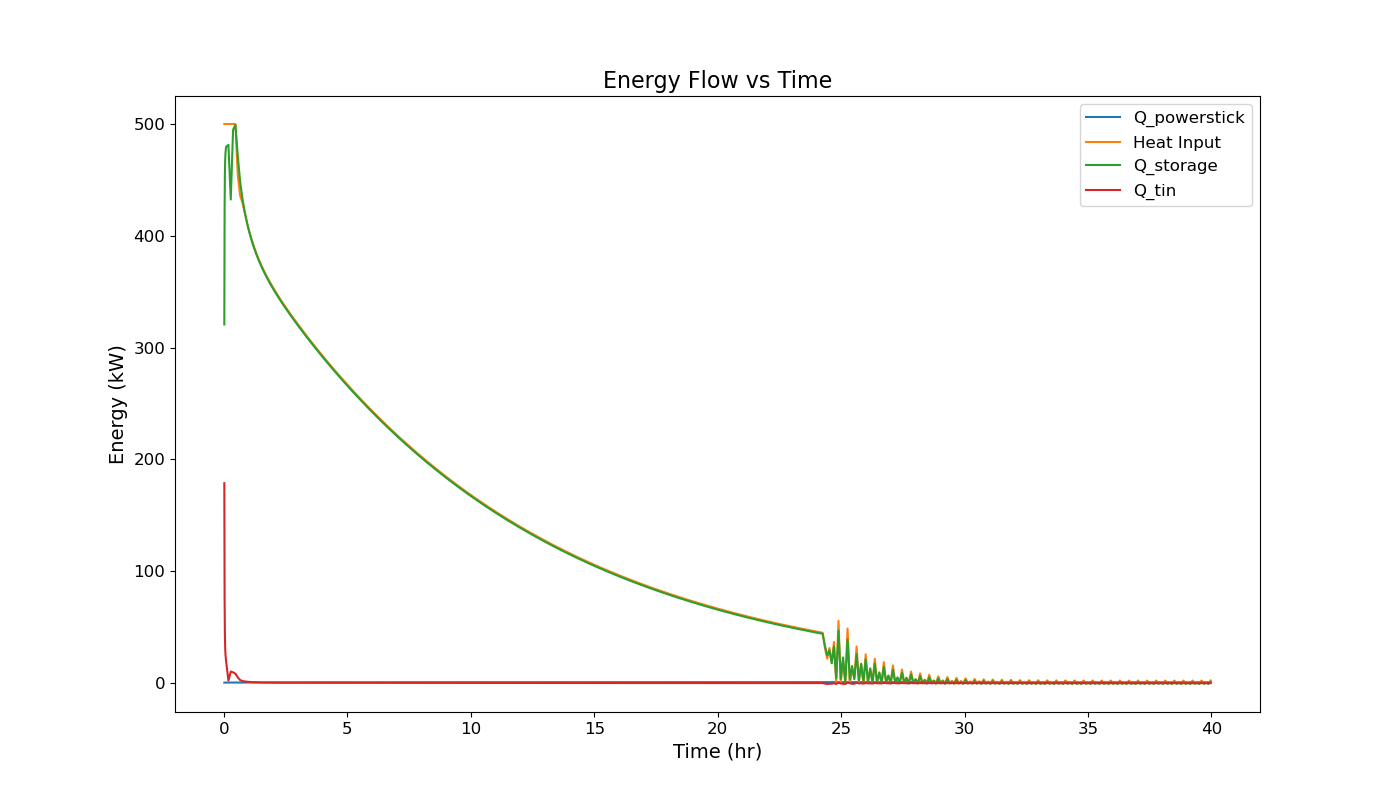 Energy Flow vs Time
Q_powerstick
Heat Input
Q_storage
Q_tin
500
400
300
200
100
0
Energy (kW)
0 5 10 15 20 25 30 35 40
Time (hr)